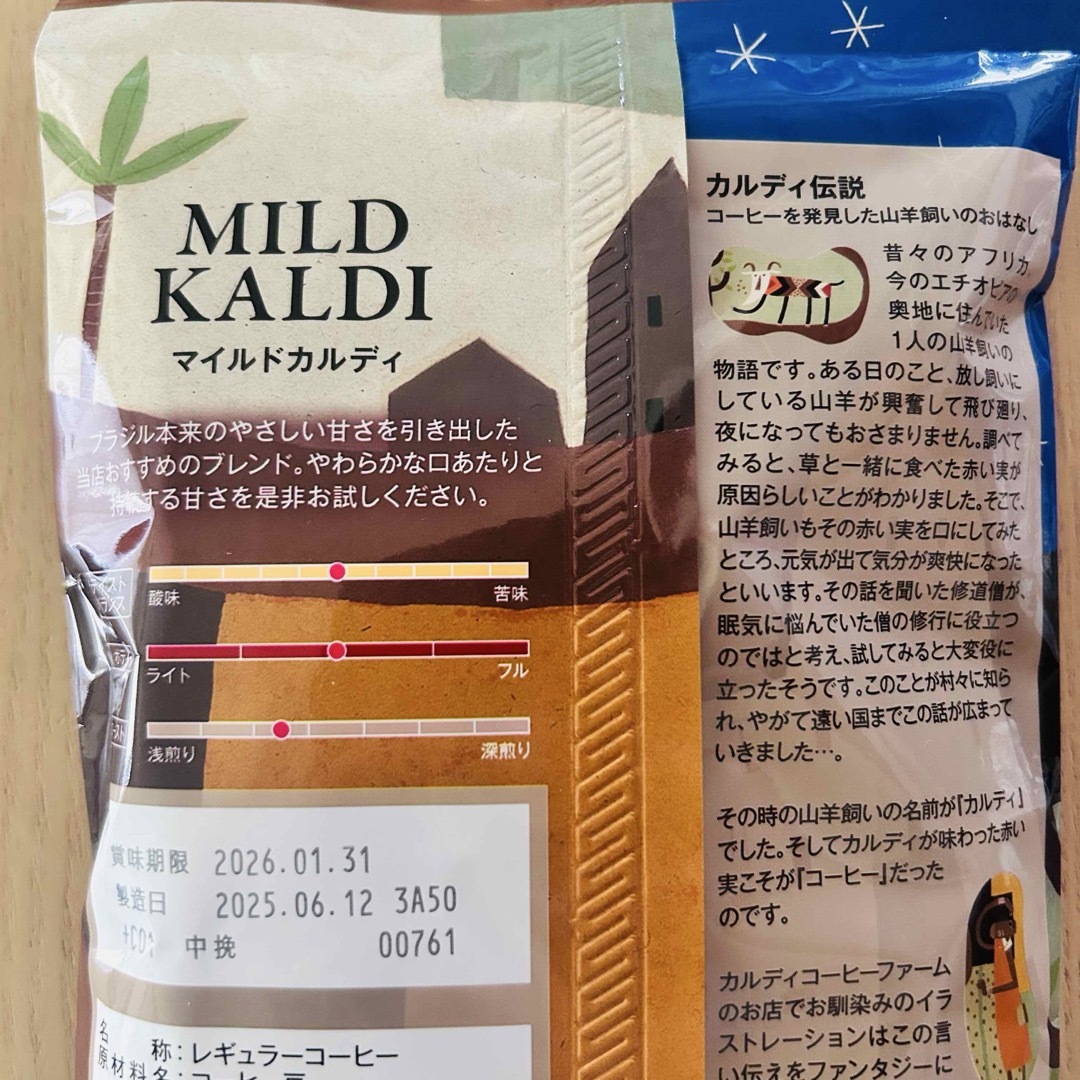 MILD
KALDI
マイルドカルディ
ブラジル本来のやさしい甘さを引き出した
当店おすすめのブレンド。やわらかな口あたりと
持続する甘さを是非お試しください。
酸味 苦味
ライト フル
浅煎り 深煎り
賞味期限 2026.01.31
製造日 2025.06.12 3A50
中挽 00761
名 称:レギュラーコーヒー
原材料名:コーヒー豆
カルディ伝説
コーヒーを発見した山羊飼いのおはなし
昔々のアフリカ
今のエチオピアの
奥地に住んでいた
1人の山羊飼いの
物語です。ある日のこと、放し飼いに
している山羊が興奮して飛び廻り、
夜になってもおさまりません。調べて
みると、草と一緒に食べた赤い実が
原因らしいことがわかりました。そこで、
山羊飼いもその赤い実を口にしてみた
ところ、元気が出て気分が爽快になった
といいます。その話を聞いた修道僧が、
眠気に悩んでいた僧の修行に役立つ
のではと考え、試してみると大変役に
立ったそうです。このことが村々に知ら
れ、やがて遠い国までこの話が広まって
いきました…。
その時の山羊飼いの名前が『カルディ』
でした。そしてカルディが味わった赤い
実こそが『コーヒー』だった
のです。
カルディコーヒーファーム
のお店でお馴染みのイラ
ストレーションはこの言
い伝えをファンタジーに